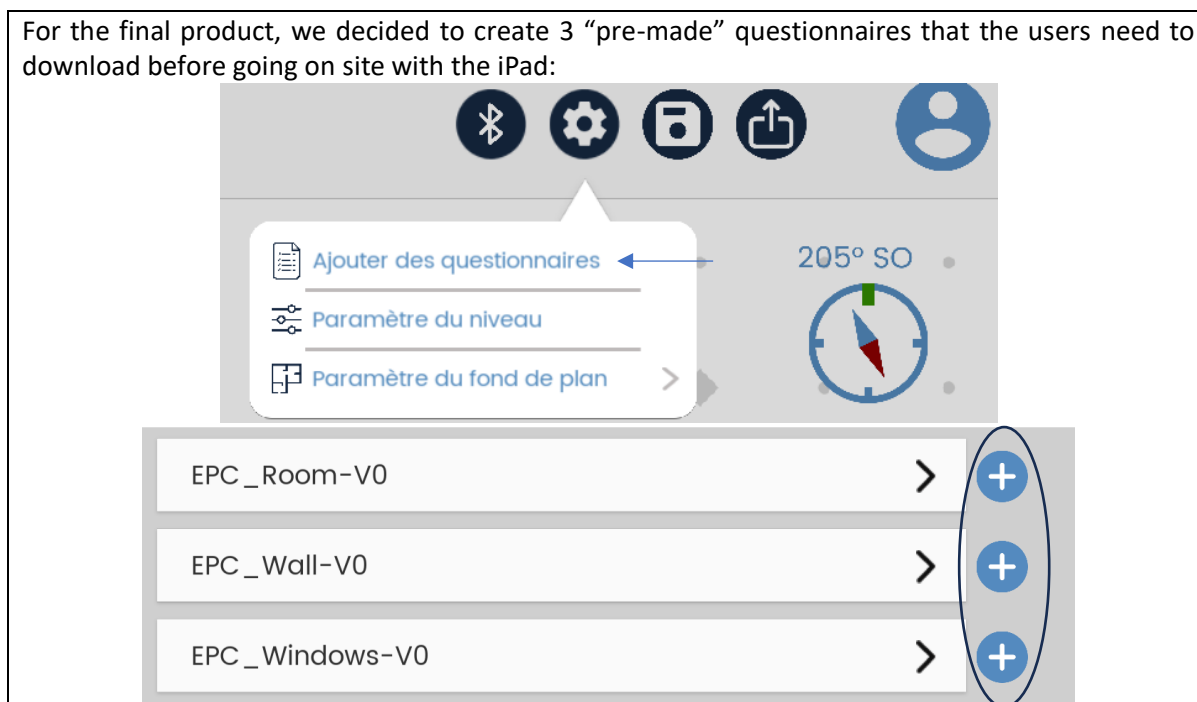 For the final product, we decided to create 3 “pre-made” questionnaires that the users need to
download before going on site with the iPad:
Ajouter des questionnaires
205° SO
Paramètre du niveau
Paramètre du fond de plan
EPC_Room-V0
EPC_Wall-V0
EPC_Windows-V0